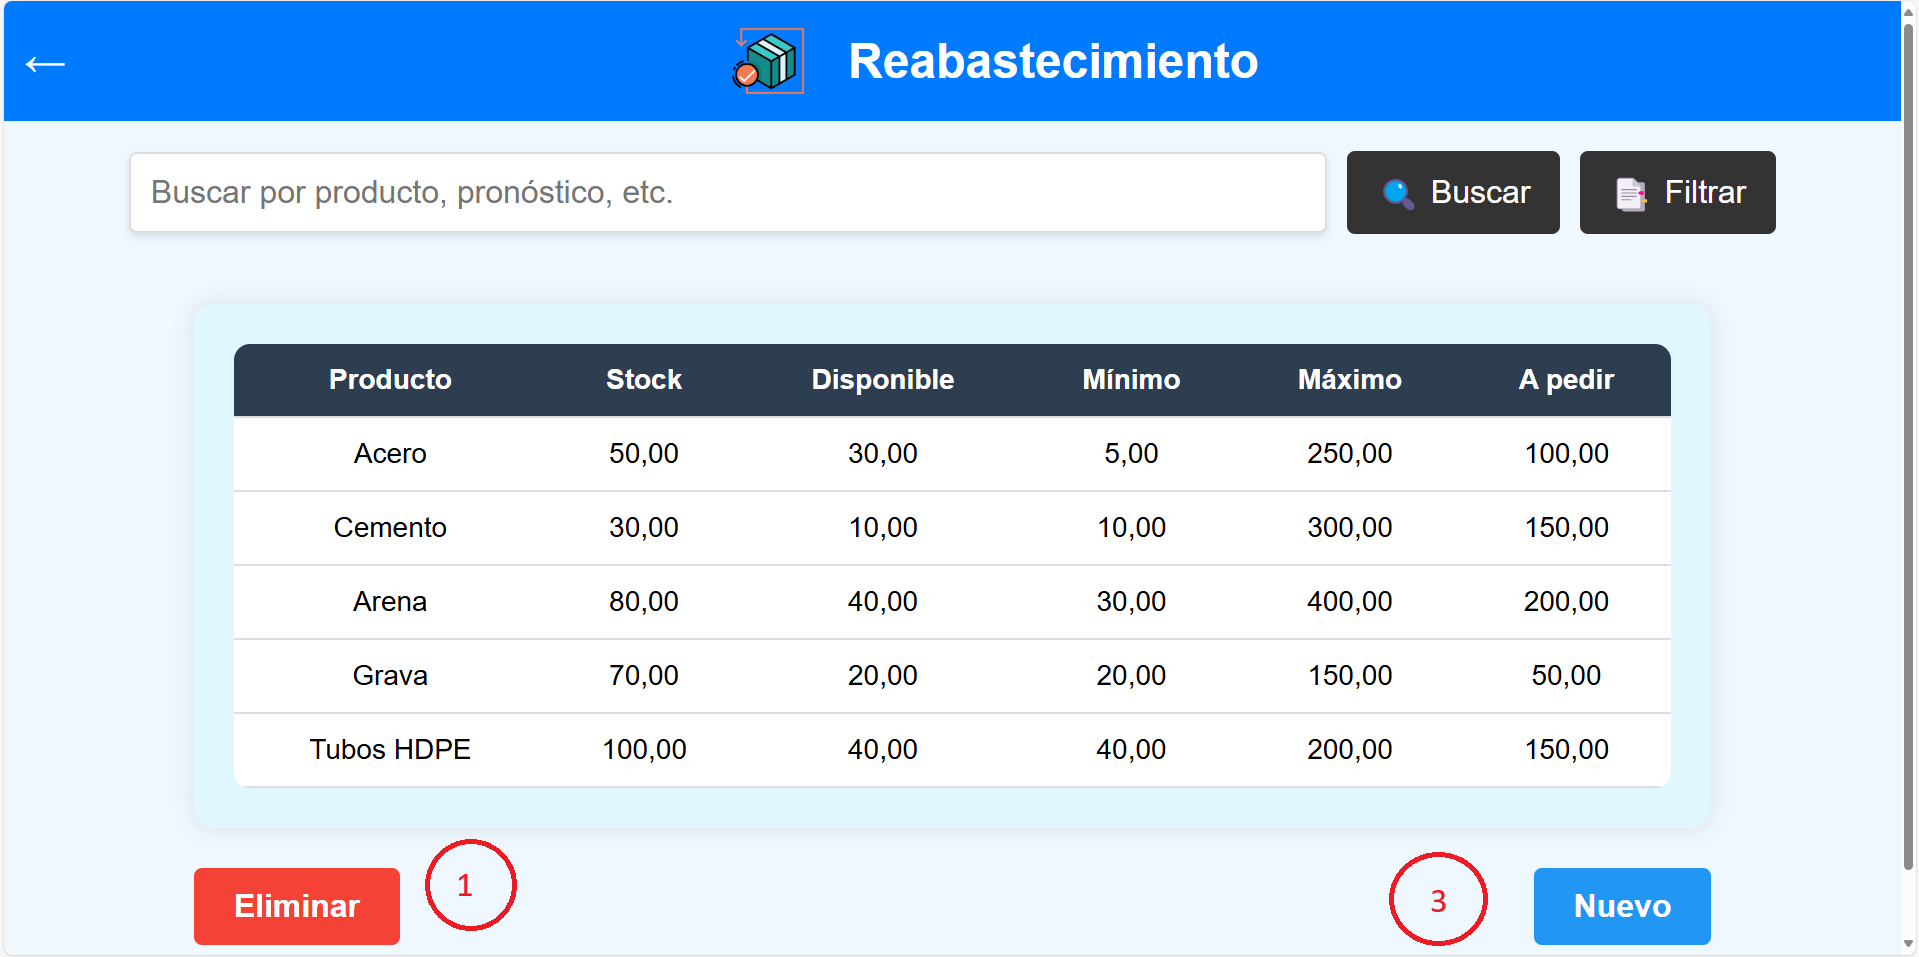 ←
Reabastecimiento
Buscar por producto, pronóstico, etc.
Buscar
Filtrar
Producto Stock Disponible Mínimo Máximo A pedir
Acero 50,00 30,00 5,00 250,00 100,00
Cemento 30,00 10,00 10,00 300,00 150,00
Arena 80,00 40,00 30,00 400,00 200,00
Grava 70,00 20,00 20,00 150,00 50,00
Tubos HDPE 100,00 40,00 40,00 200,00 150,00
Eliminar
1
3
Nuevo